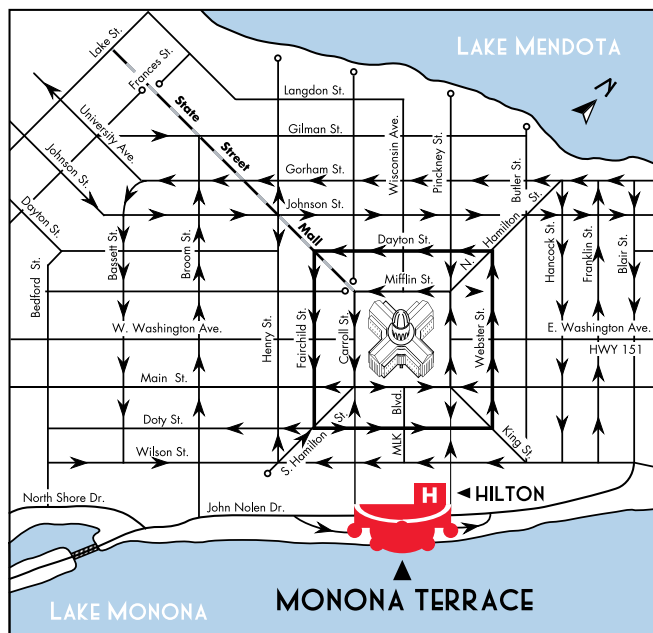 LAKE MENDOTA
N
Lake St.
Frances St.
State Street Mall
Langdon St.
University Ave.
Gilman St.
Wisconsin Ave.
Pinckney St.
Butler St.
Johnson St.
Gorham St.
Johnson St.
N. Hamilton St.
Dayton St.
Dayton St.
Bedford St.
Bassett St.
Broom St.
Mifflin St.
Hancock St.
Franklin St.
Blair St.
Henry St.
Fairchild St.
Carroll St.
Webster St.
W. Washington Ave.
E. Washington Ave.
HWY 151
Main St.
MLK Blvd.
Doty St.
S. Hamilton St.
King St.
Wilson St.
North Shore Dr.
John Nolen Dr.
H
HILTON
MONONA TERRACE
LAKE MONONA